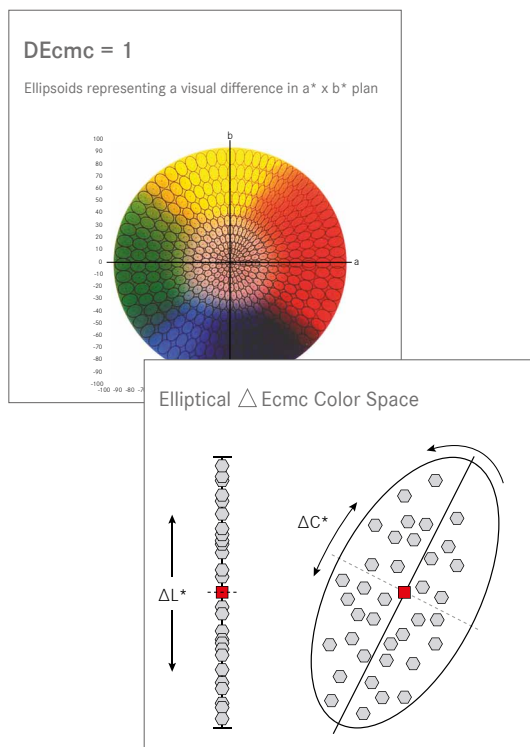 DEcmc = 1
Ellipsoids representing a visual difference in a* x b* plan
b
100
90
80
70
60
50
40
30
20
10
0
a
-10
-20
-30
-40
-50
-60
-70
-80
-90
-100
-100 -90 -80
Elliptical △ Ecmc Color Space
ΔC*
ΔL*